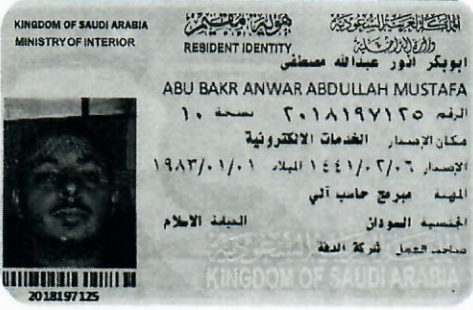 KINGDOM OF SAUDI ARABIA
MINISTRY OF INTERIOR
هوية مقيم
RESIDENT IDENTITY
المملكة العربية السعودية
وزارة الداخلية
ابوبكر انور عبدالله مصطفى
ABU BAKR ANWAR ABDULLAH MUSTAFA
الرقم ٢٠١٨١٩٧١٢٥ نسخة ١٠
مكان الإصدار الخدمات الالكترونية
الإصدار ١٤٤١/٠٢/٠٦ الميلاد ١٩٨٣/٠١/٠١
المهنة مبرمج حاسب آلي
الجنسية السودان الديانة الاسلام
صاحب العمل شركة الدقة
KINGDOM OF SAUDI ARABIA
2018197125